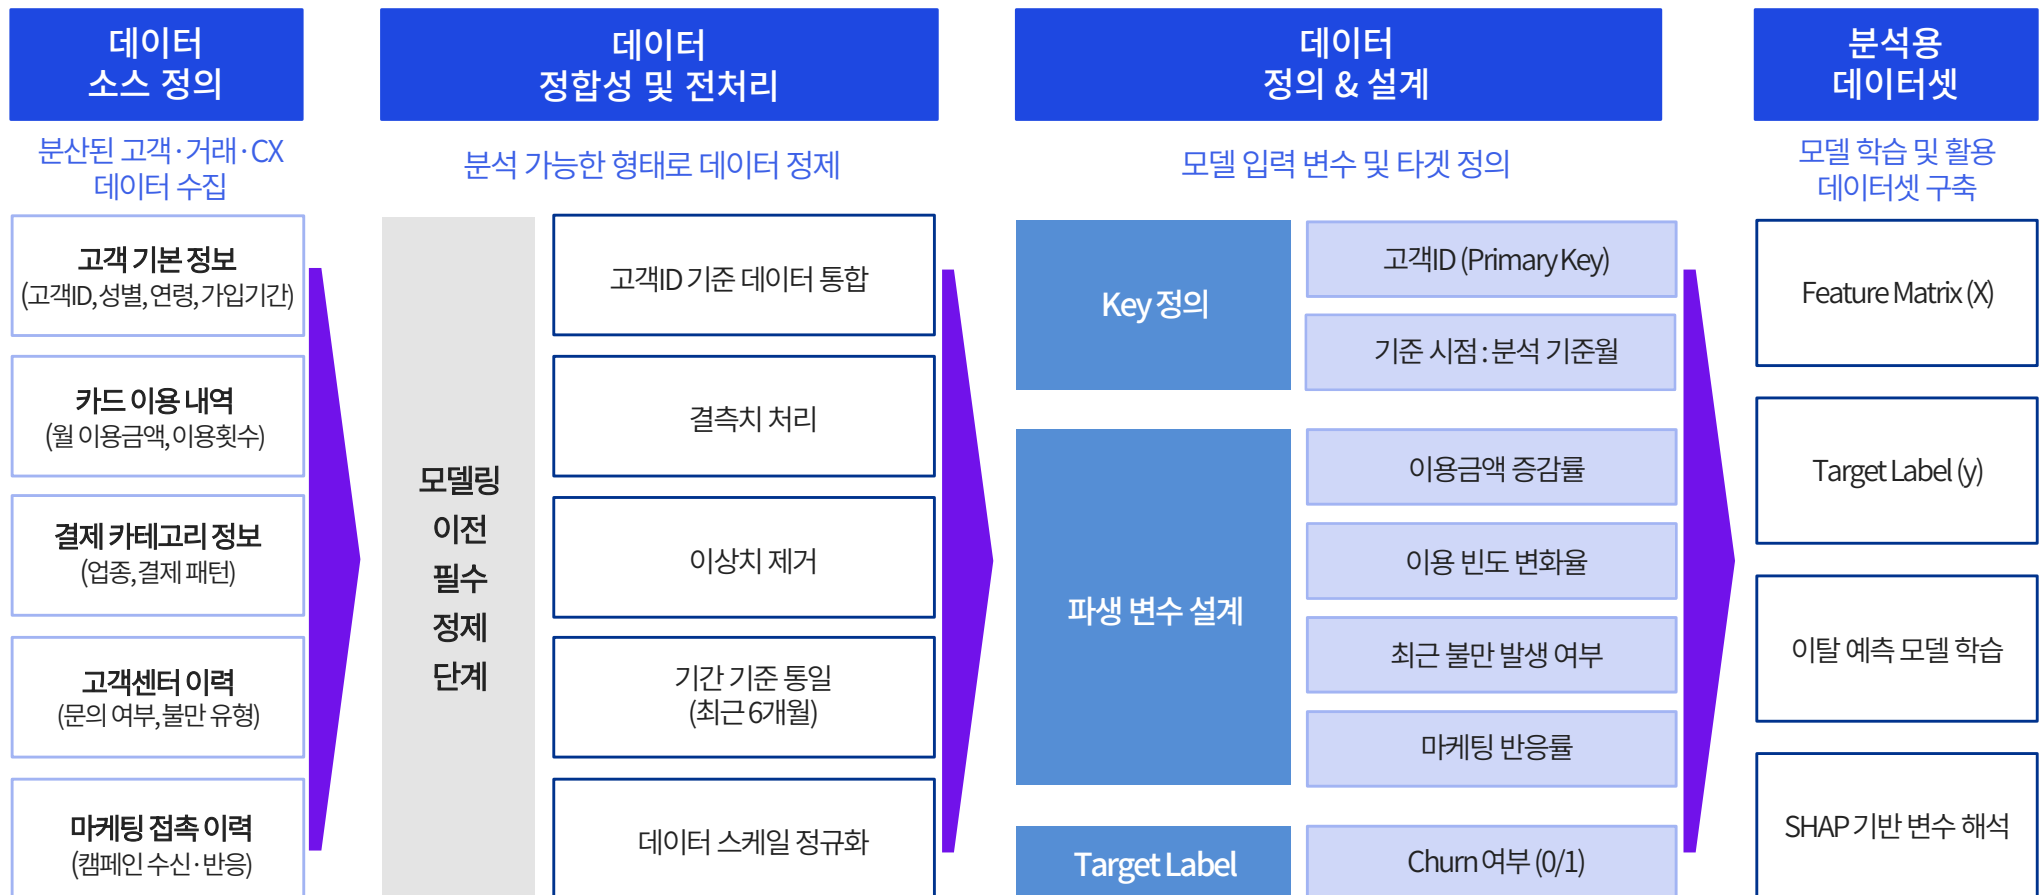 데이터
소스 정의
분산된 고객·거래·CX
데이터 수집
고객 기본 정보
(고객ID, 성별, 연령, 가입기간)
카드 이용 내역
(월 이용금액, 이용횟수)
결제 카테고리 정보
(업종, 결제 패턴)
고객센터 이력
(문의 여부, 불만 유형)
마케팅 접촉 이력
(캠페인 수신·반응)
데이터
정합성 및 전처리
분석 가능한 형태로 데이터 정제
모델링
이전
필수
정제
단계
고객ID 기준 데이터 통합
결측치 처리
이상치 제거
기간 기준 통일
(최근 6개월)
데이터 스케일 정규화
데이터
정의 & 설계
모델 입력 변수 및 타겟 정의
Key 정의
고객ID (Primary Key)
기준 시점 : 분석 기준월
파생 변수 설계
이용금액 증감률
이용 빈도 변화율
최근 불만 발생 여부
마케팅 반응률
Target Label
Churn 여부 (0/1)
분석용
데이터셋
모델 학습 및 활용
데이터셋 구축
Feature Matrix (X)
Target Label (y)
이탈 예측 모델 학습
SHAP 기반 변수 해석